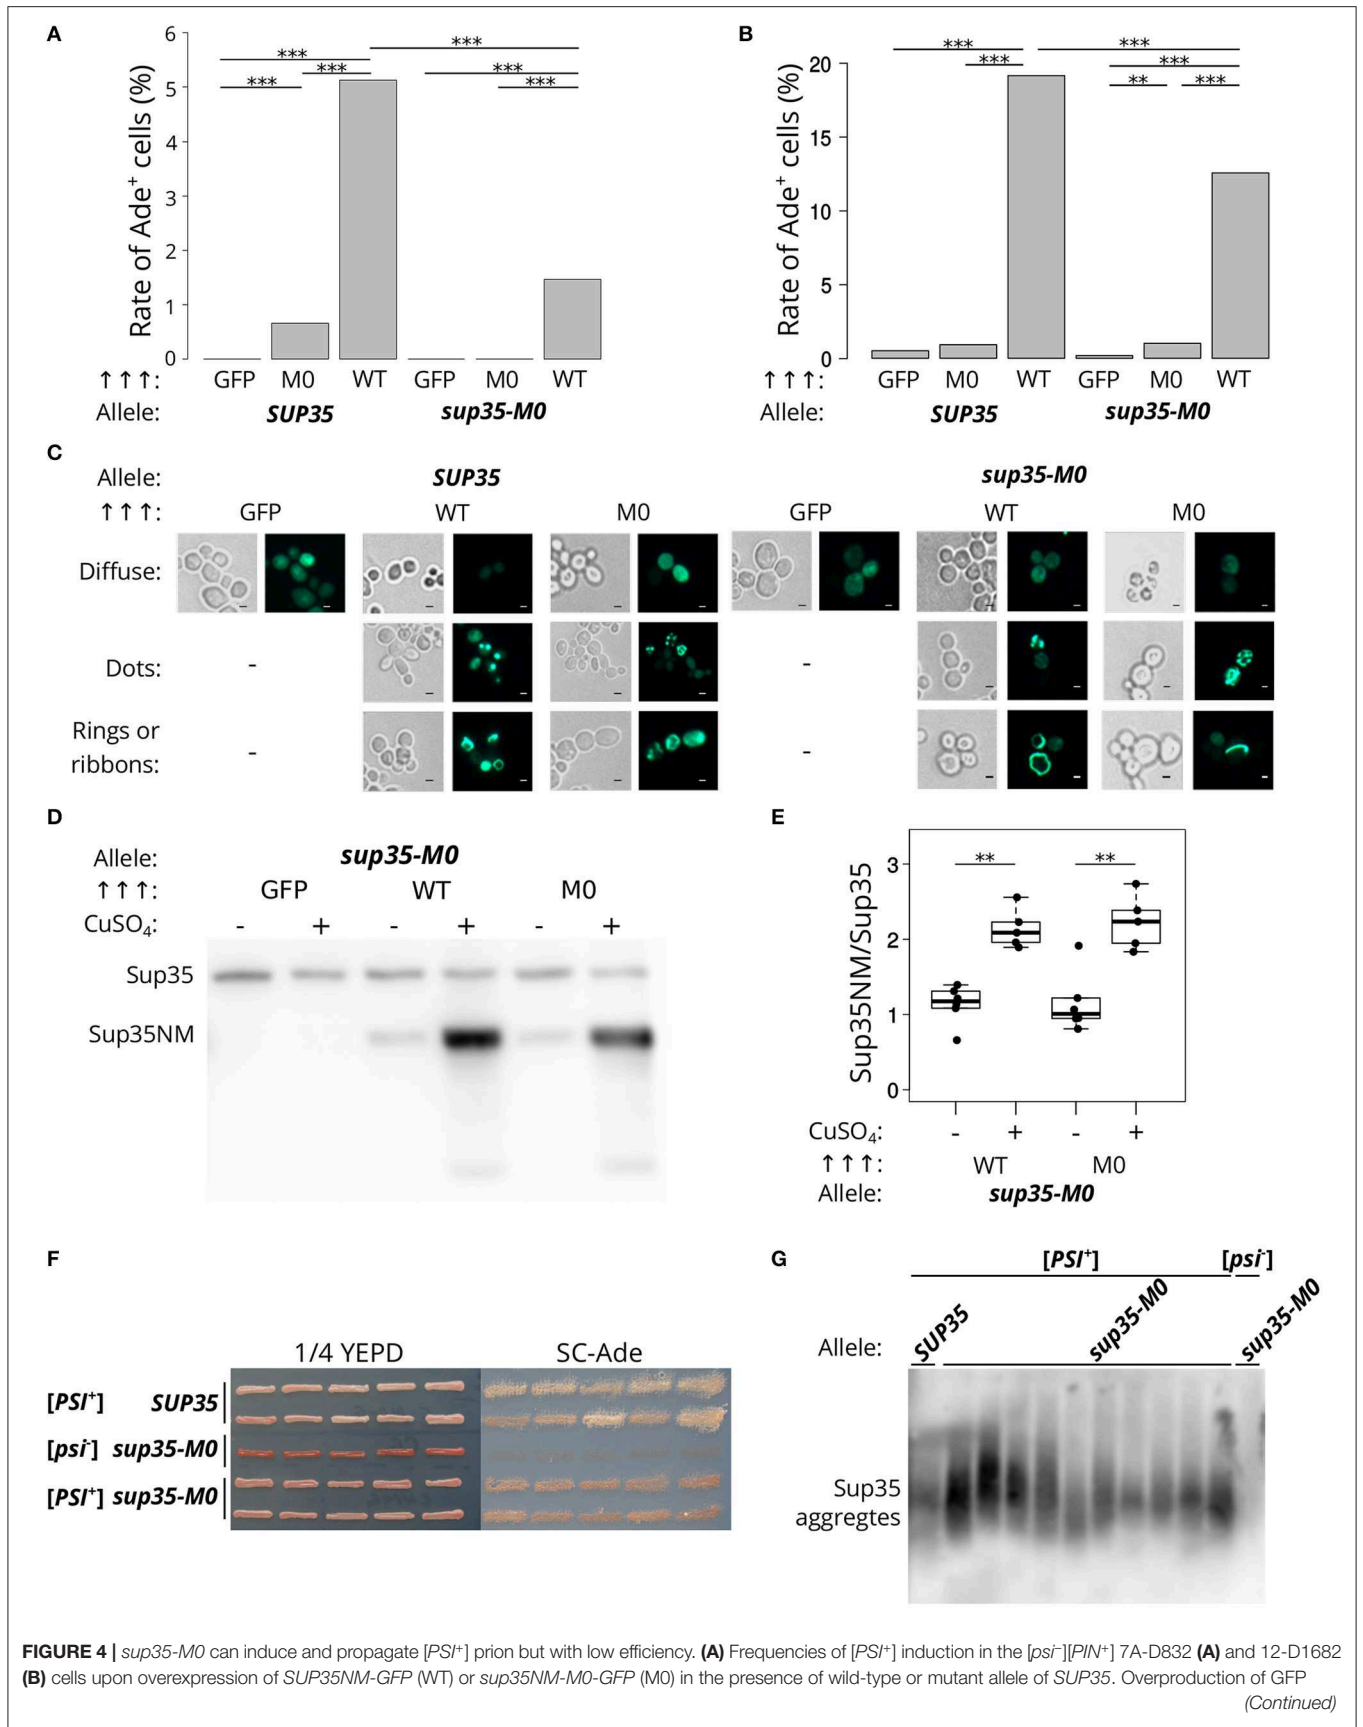 A
Rate of Ade+ cells (%)
6
5
4
3
2
1
0
***
***
***
***
***
***
GFP M0 WT GFP M0 WT
↑↑↑:
Allele: SUP35 sup35-M0
B
Rate of Ade+ cells (%)
20
15
10
5
0
***
***
***
***
**
***
GFP M0 WT GFP M0 WT
↑↑↑:
Allele: SUP35 sup35-M0
C
Allele: SUP35 sup35-M0
↑↑↑: GFP WT M0 GFP WT M0
Diffuse:
Dots: - -
Rings or
ribbons: - -
D
Allele: sup35-M0
↑↑↑: GFP WT M0
CuSO4: - + - + - +
Sup35
Sup35NM
E
Sup35NM/Sup35
3
2
1
0
** **
CuSO4: - + - +
↑↑↑: WT M0
Allele: sup35-M0
F
1/4 YEPD SC-Ade
[PSI+] SUP35
[psi-] sup35-M0
[PSI+] sup35-M0
G
[PSI+] [psi-]
Allele: SUP35 sup35-M0 sup35-M0
Sup35
aggregtes
FIGURE 4 | sup35-M0 can induce and propagate [PSI+] prion but with low efficiency. (A) Frequencies of [PSI+] induction in the [psi−][PIN+] 7A-D832 (A) and 12-D1682
(B) cells upon overexpression of SUP35NM-GFP (WT) or sup35NM-M0-GFP (M0) in the presence of wild-type or mutant allele of SUP35. Overproduction of GFP
(Continued)